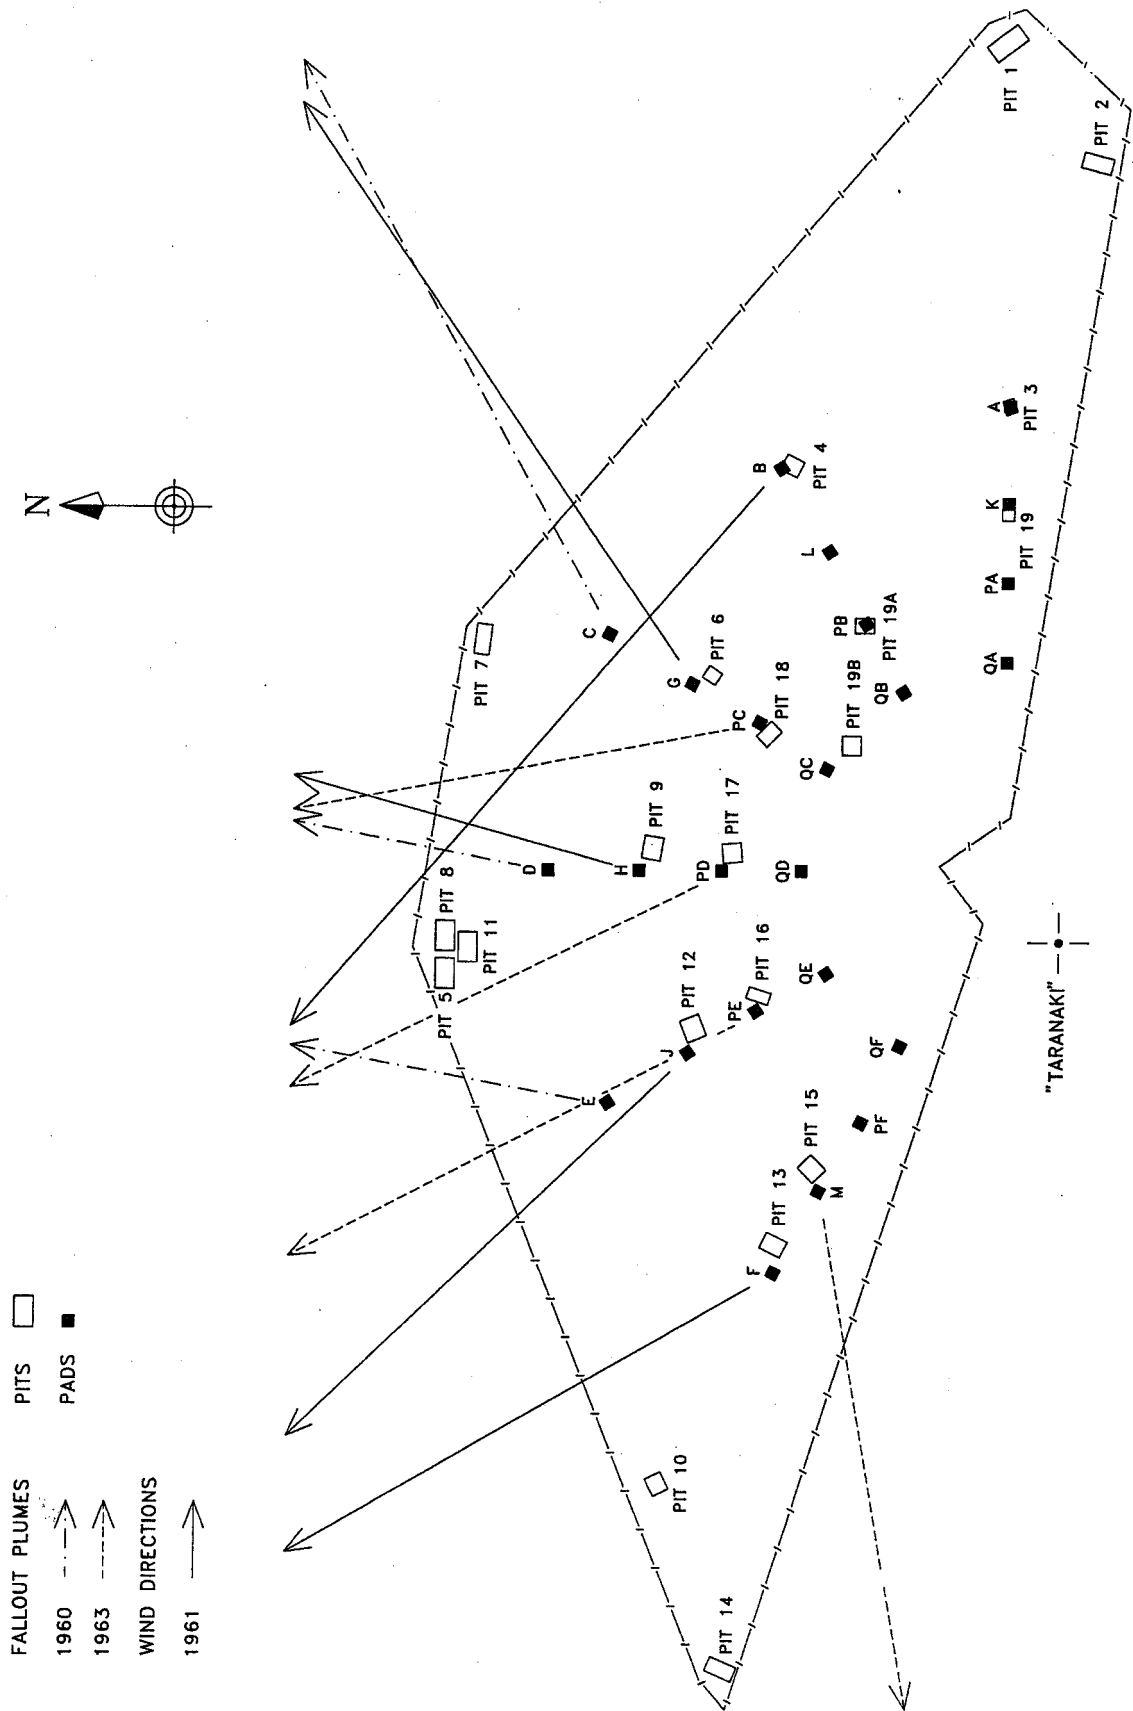 FALLOUT PLUMES
1960
1963
WIND DIRECTIONS
1961
PITS
PADS
N
PIT 14
PIT 10
F
PIT 13
M
PIT 15
PF
QF
E
J
PIT 12
PE
PIT 16
QE
PIT 5
PIT 8
PIT 11
D
H
PIT 9
PD
PIT 17
QD
PIT 7
C
G
PIT 6
PC
PIT 18
QC
PIT 19B
QB
PB
PIT 19A
L
B
PIT 4
QA
PA
K
PIT 19
A
PIT 3
PIT 1
PIT 2
"TARANAKI"